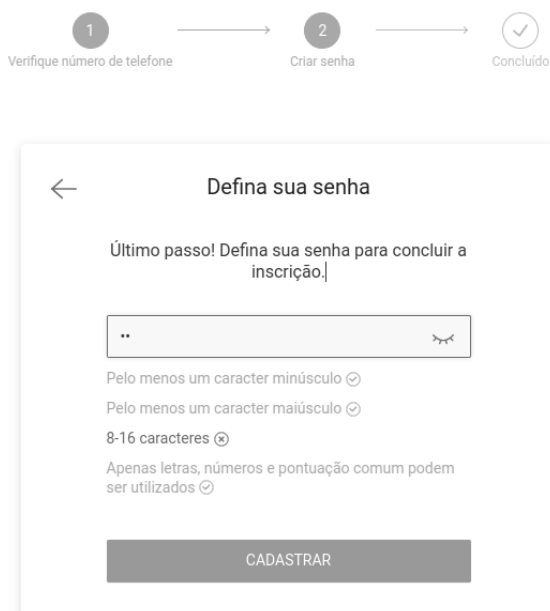 1
2
Verifique número de telefone
Criar senha
Concluído
Defina sua senha
Último passo! Defina sua senha para concluir a
inscrição.
••
Pelo menos um caracter minúsculo
Pelo menos um caracter maiúsculo
8-16 caracteres
Apenas letras, números e pontuação comum podem
ser utilizados
CADASTRAR